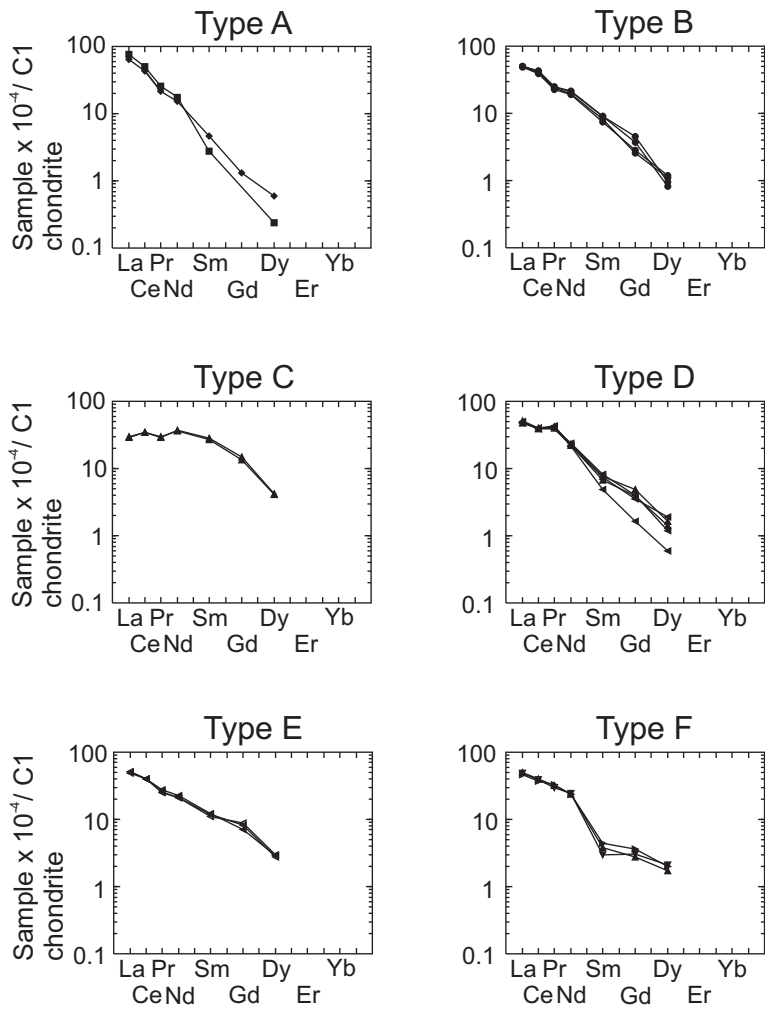 Type A
Sample x 10⁻⁴/ C1
chondrite
100
10
1
0.1
La Pr Sm Dy Yb
Ce Nd Gd Er
Type B
La Pr Sm Dy Yb
Ce Nd Gd Er
100
10
1
0.1
Type C
Sample x 10⁻⁴/ C1
chondrite
100
10
1
0.1
La Pr Sm Dy Yb
Ce Nd Gd Er
Type D
100
10
1
0.1
La Pr Sm Dy Yb
Ce Nd Gd Er
Type E
Sample x 10⁻⁴/ C1
chondrite
100
10
1
0.1
La Pr Sm Dy Yb
Ce Nd Gd Er
Type F
100
10
1
0.1
La Pr Sm Dy Yb
Ce Nd Gd Er